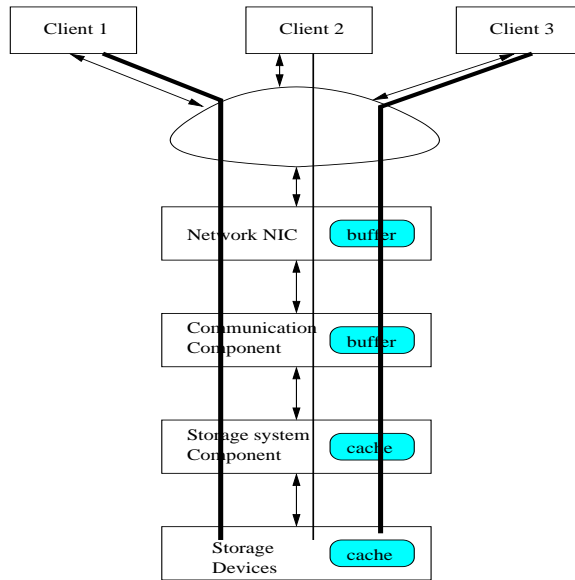 Client 1
Client 2
Client 3
Network NIC
buffer
Communication
Component
buffer
Storage system
Component
cache
Storage
Devices
cache